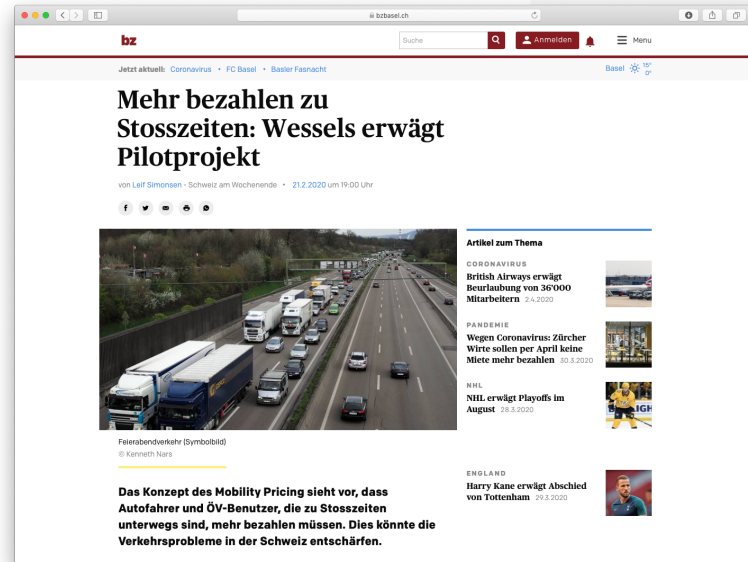 bzbasel.ch
bz
Suche
Anmelden
Menu
Jetzt aktuell: Coronavirus • FC Basel • Basler Fasnacht
Basel 15° 0°
Mehr bezahlen zu
Stosszeiten: Wessels erwägt
Pilotprojekt
von Leif Simonsen - Schweiz am Wochenende • 21.2.2020 um 19:00 Uhr
Feierabendverkehr (Symbolbild)
© Kenneth Nars
Das Konzept des Mobility Pricing sieht vor, dass
Autofahrer und ÖV-Benutzer, die zu Stosszeiten
unterwegs sind, mehr bezahlen müssen. Dies könnte die
Verkehrsprobleme in der Schweiz entschärfen.
Artikel zum Thema
CORONAVIRUS
British Airways erwägt
Beurlaubung von 36'000
Mitarbeitern 2.4.2020
PANDEMIE
Wegen Coronavirus: Zürcher
Wirte sollen per April keine
Miete mehr bezahlen 30.3.2020
NHL
NHL erwägt Playoffs im
August 28.3.2020
ENGLAND
Harry Kane erwägt Abschied
von Tottenham 29.3.2020